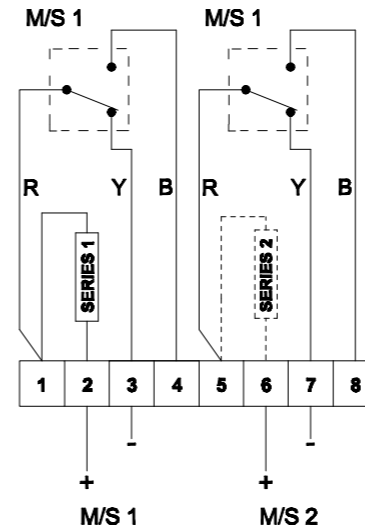 M/S 1 M/S 1
R Y B R Y B
SERIES 1 SERIES 2
1 2 3 4 5 6 7 8
- -
+ +
M/S 1 M/S 2